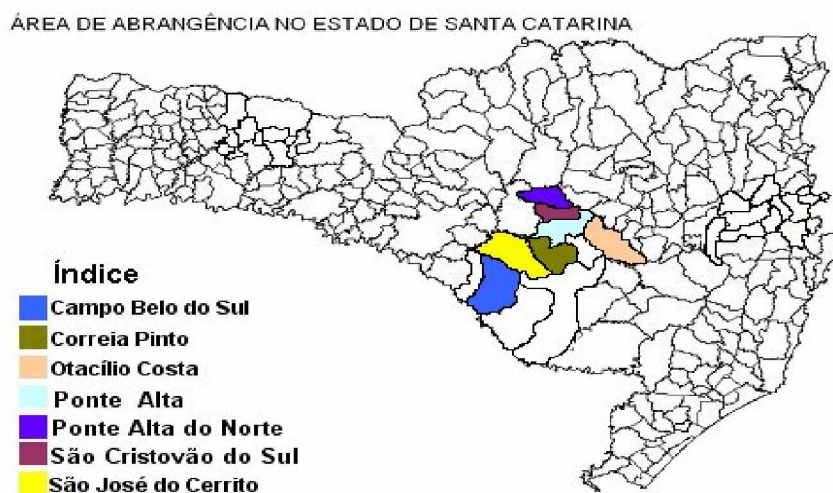 ÁREA DE ABRANGÊNCIA NO ESTADO DE SANTA CATARINA
Índice
Campo Belo do Sul
Correia Pinto
Otacílio Costa
Ponte Alta
Ponte Alta do Norte
São Cristovão do Sul
São José do Cerrito